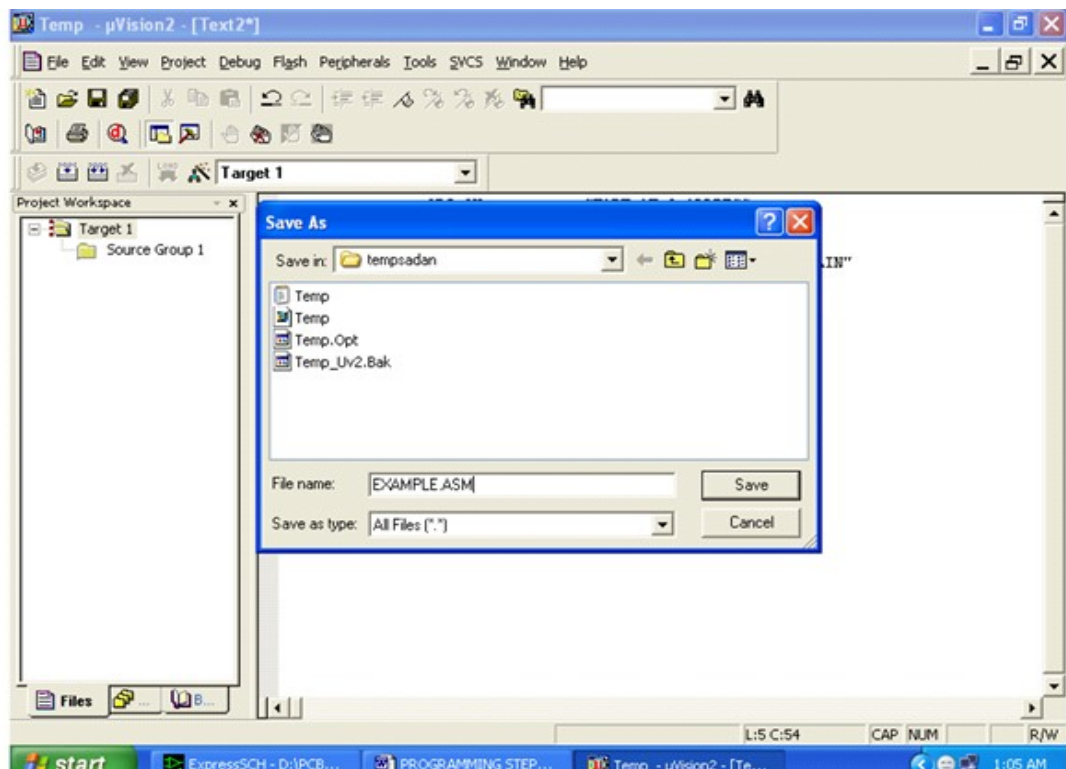 Temp - µVision2 - [Text2*]
File Edit View Project Debug Flash Peripherals Tools SVCS Window Help
Target 1
Project Workspace
Target 1
Source Group 1
Save As
Save in: tempsadan
Temp
Temp
Temp.Opt
Temp_Uv2.Bak
File name: EXAMPLE.ASM
Save
Save as type: All Files (*.*)
Cancel
Files
... B...
L:5 C:54 CAP NUM R/W
start ExpressSCH - D:\PCB... PROGRAMMING STEP... Temp - µVision2 - [Te... 1:05 AM